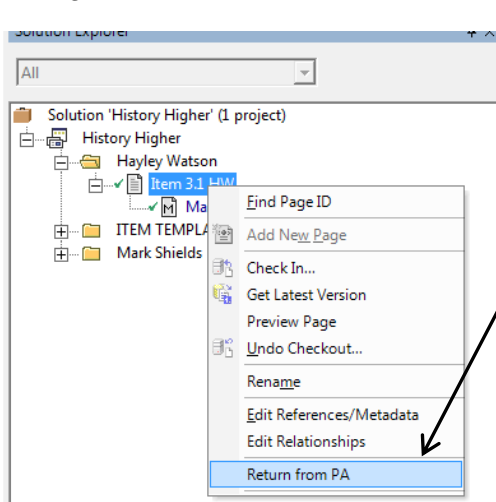 Solution Explorer
All
Solution 'History Higher' (1 project)
History Higher
Hayley Watson
Item 3.1 HW
Ma
ITEM TEMPLA
Mark Shields
Find Page ID
Add New Page
Check In...
Get Latest Version
Preview Page
Undo Checkout...
Rename
Edit References/Metadata
Edit Relationships
Return from PA